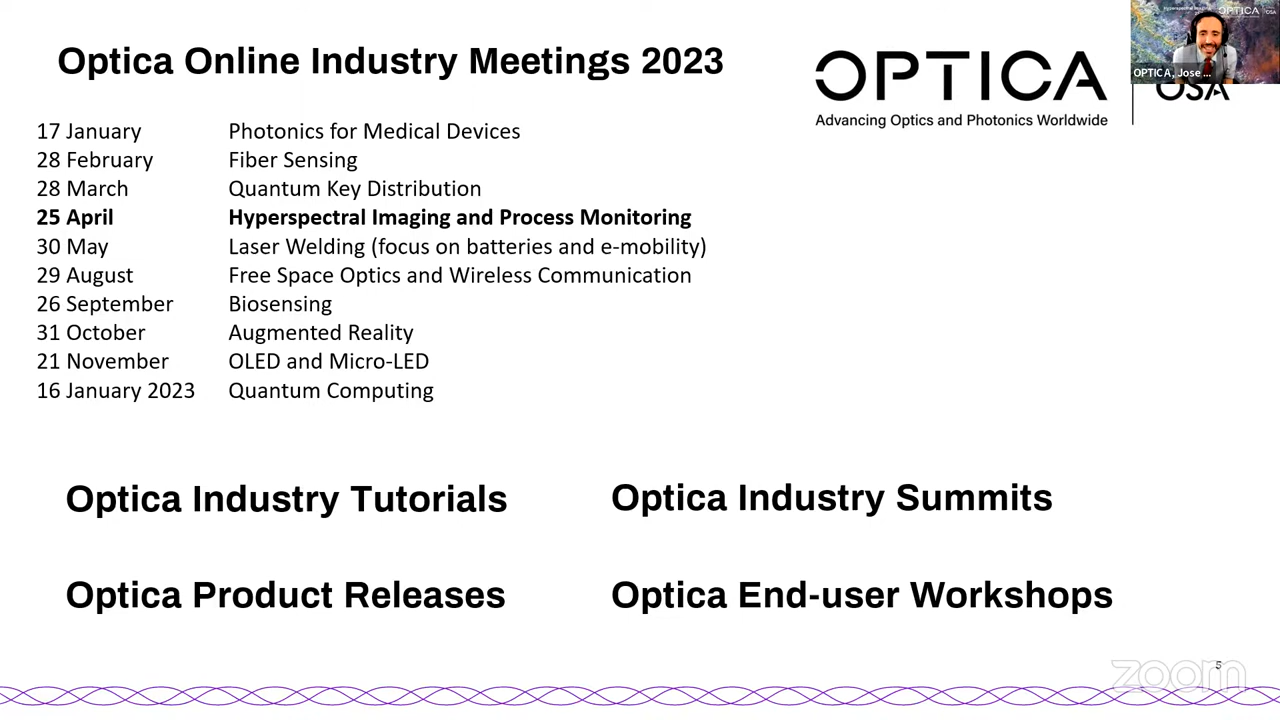 Optica Online Industry Meetings 2023
OPTICA
OSA
Advancing Optics and Photonics Worldwide
OPTICA
OSA
OPTICA, Jose ...
17 January Photonics for Medical Devices
28 February Fiber Sensing
28 March Quantum Key Distribution
25 April Hyperspectral Imaging and Process Monitoring
30 May Laser Welding (focus on batteries and e-mobility)
29 August Free Space Optics and Wireless Communication
26 September Biosensing
31 October Augmented Reality
21 November OLED and Micro-LED
16 January 2023 Quantum Computing
Optica Industry Tutorials
Optica Industry Summits
Optica Product Releases
Optica End-user Workshops
5
zoom